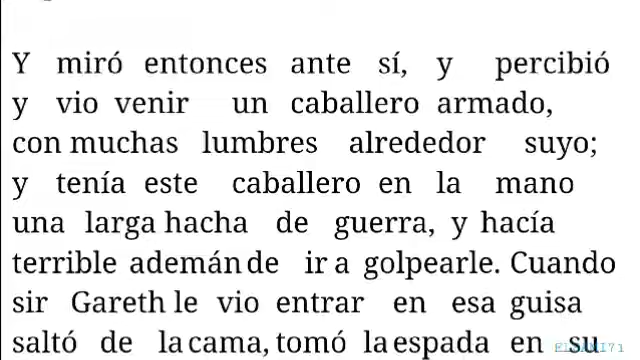 Y miró entonces ante sí, y percibió
y vio venir un caballero armado,
con muchas lumbres alrededor suyo;
y tenía este caballero en la mano
una larga hacha de guerra, y hacía
terrible ademán de ir a golpearle. Cuando
sir Gareth le vio entrar en esa guisa
saltó de la cama, tomó la espada en su